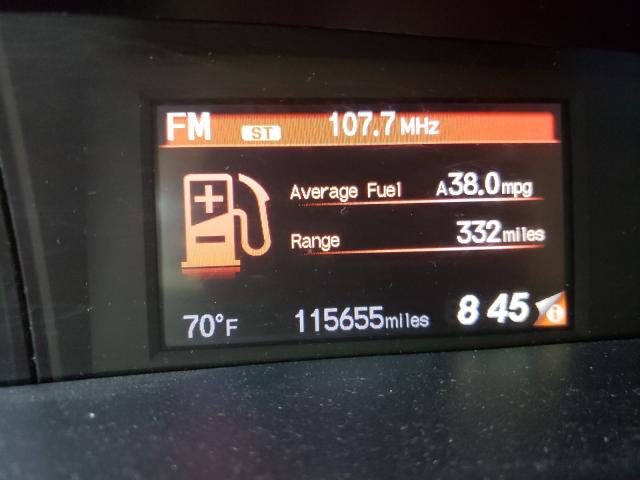 FM ST 107.7 MHz
Average Fuel A38.0mpg
Range 332miles
70°F 115655miles 8 45 i